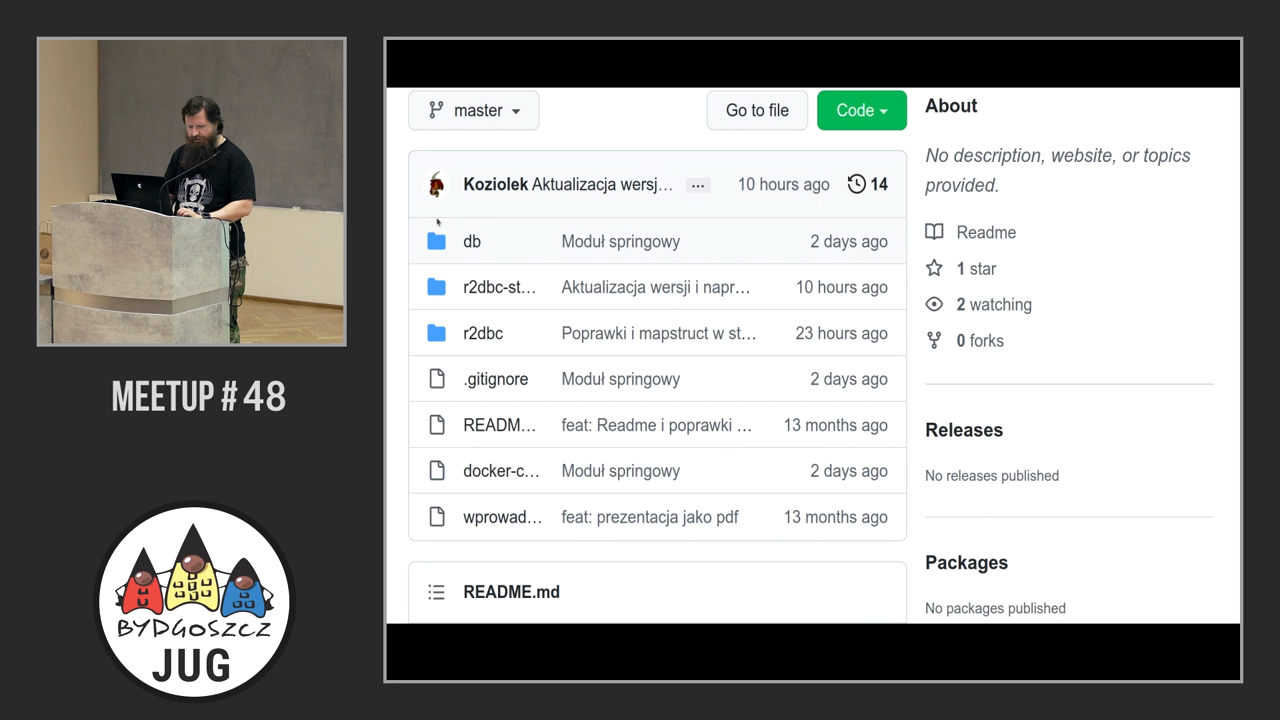 MEETUP # 48
BYDGOSZCZ
JUG
master
Go to file
Code
Koziolek Aktualizacja wersj… ... 10 hours ago 14
db Moduł springowy 2 days ago
r2dbc-st… Aktualizacja wersji i napr… 10 hours ago
r2dbc Poprawki i mapstruct w st… 23 hours ago
.gitignore Moduł springowy 2 days ago
READM… feat: Readme i poprawki … 13 months ago
docker-c… Moduł springowy 2 days ago
wprowad… feat: prezentacja jako pdf 13 months ago
README.md
About
No description, website, or topics
provided.
Readme
1 star
2 watching
0 forks
Releases
No releases published
Packages
No packages published